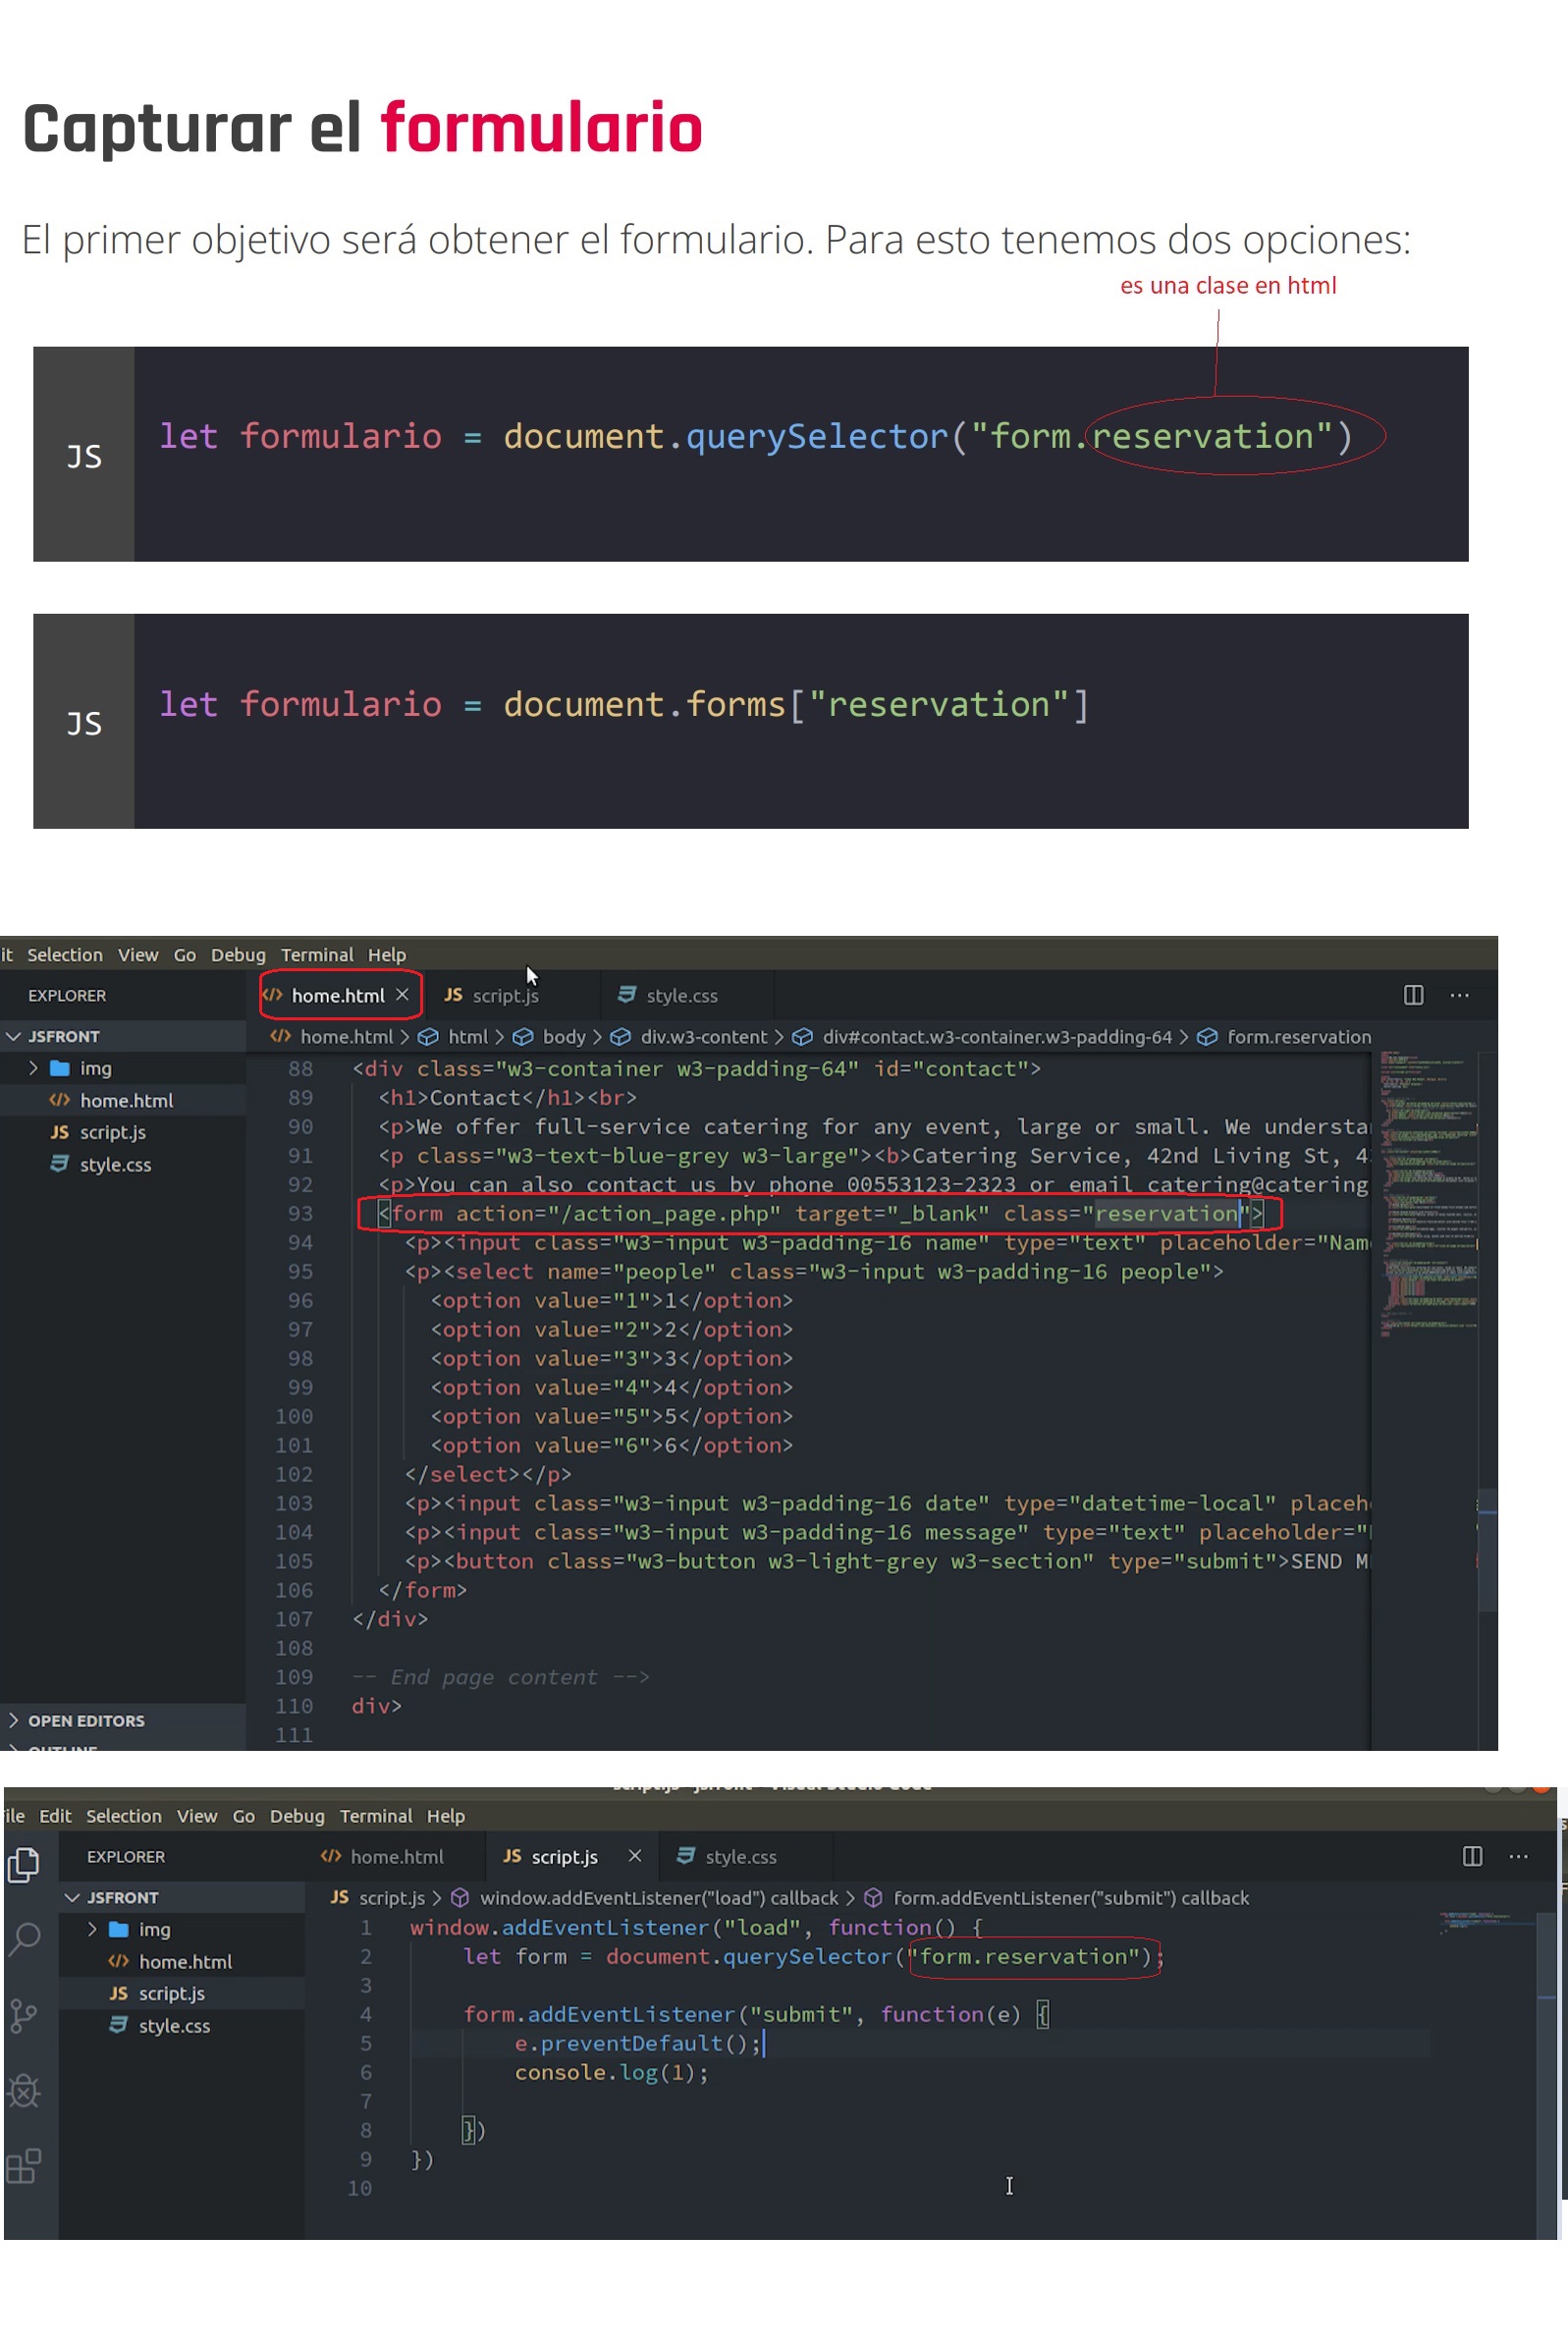 Capturar el formulario
El primer objetivo será obtener el formulario. Para esto tenemos dos opciones:
es una clase en html
JS
let formulario = document.querySelector("form.reservation")
JS
let formulario = document.forms["reservation"]
it Selection View Go Debug Terminal Help
EXPLORER
home.html
JS script.js
style.css
JSFRONT
home.html > html > body > div.w3-content > div#contact.w3-container.w3-padding-64 > form.reservation
img
home.html
JS script.js
style.css
88 <div class="w3-container w3-padding-64" id="contact">
89 <h1>Contact</h1><br>
90 <p>We offer full-service catering for any event, large or small. We understa
91 <p class="w3-text-blue-grey w3-large"><b>Catering Service, 42nd Living St, 4
92 <p>You can also contact us by phone 00553123-2323 or email catering@catering
93 <form action="/action_page.php" target="_blank" class="reservation">
94 <p><input class="w3-input w3-padding-16 name" type="text" placeholder="Nam
95 <p><select name="people" class="w3-input w3-padding-16 people">
96 <option value="1">1</option>
97 <option value="2">2</option>
98 <option value="3">3</option>
99 <option value="4">4</option>
100 <option value="5">5</option>
101 <option value="6">6</option>
102 </select></p>
103 <p><input class="w3-input w3-padding-16 date" type="datetime-local" placeh
104 <p><input class="w3-input w3-padding-16 message" type="text" placeholder="
105 <p><button class="w3-button w3-light-grey w3-section" type="submit">SEND M
106 </form>
107 </div>
108
109 -- End page content -->
110 div>
111
OPEN EDITORS
OUTLINE
script.js - jsfront - Visual Studio Code
ile Edit Selection View Go Debug Terminal Help
EXPLORER
home.html
JS script.js
style.css
JSFRONT
JS script.js > window.addEventListener("load") callback > form.addEventListener("submit") callback
img
home.html
JS script.js
style.css
1 window.addEventListener("load", function() {
2 let form = document.querySelector("form.reservation");
3
4 form.addEventListener("submit", function(e) {
5 e.preventDefault();
6 console.log(1);
7
8 })
9 })
10